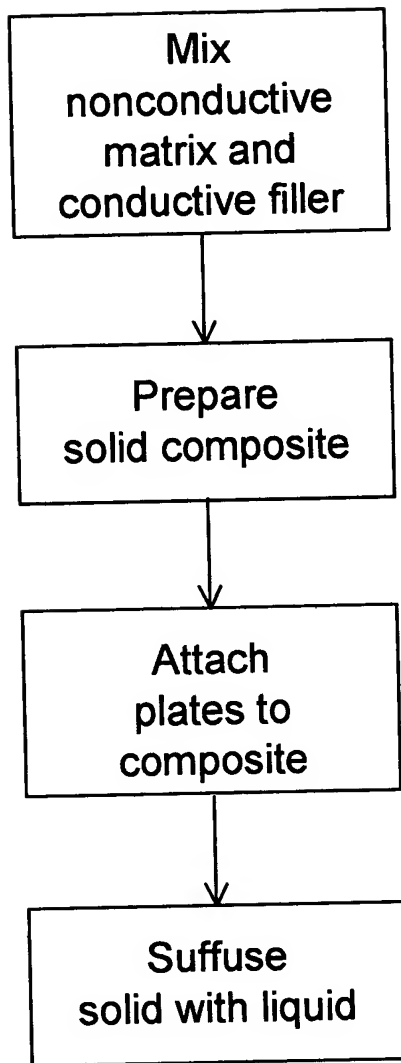 Mix
nonconductive
matrix and
conductive filler
Prepare
solid composite
Attach
plates to
composite
Suffuse
solid with liquid